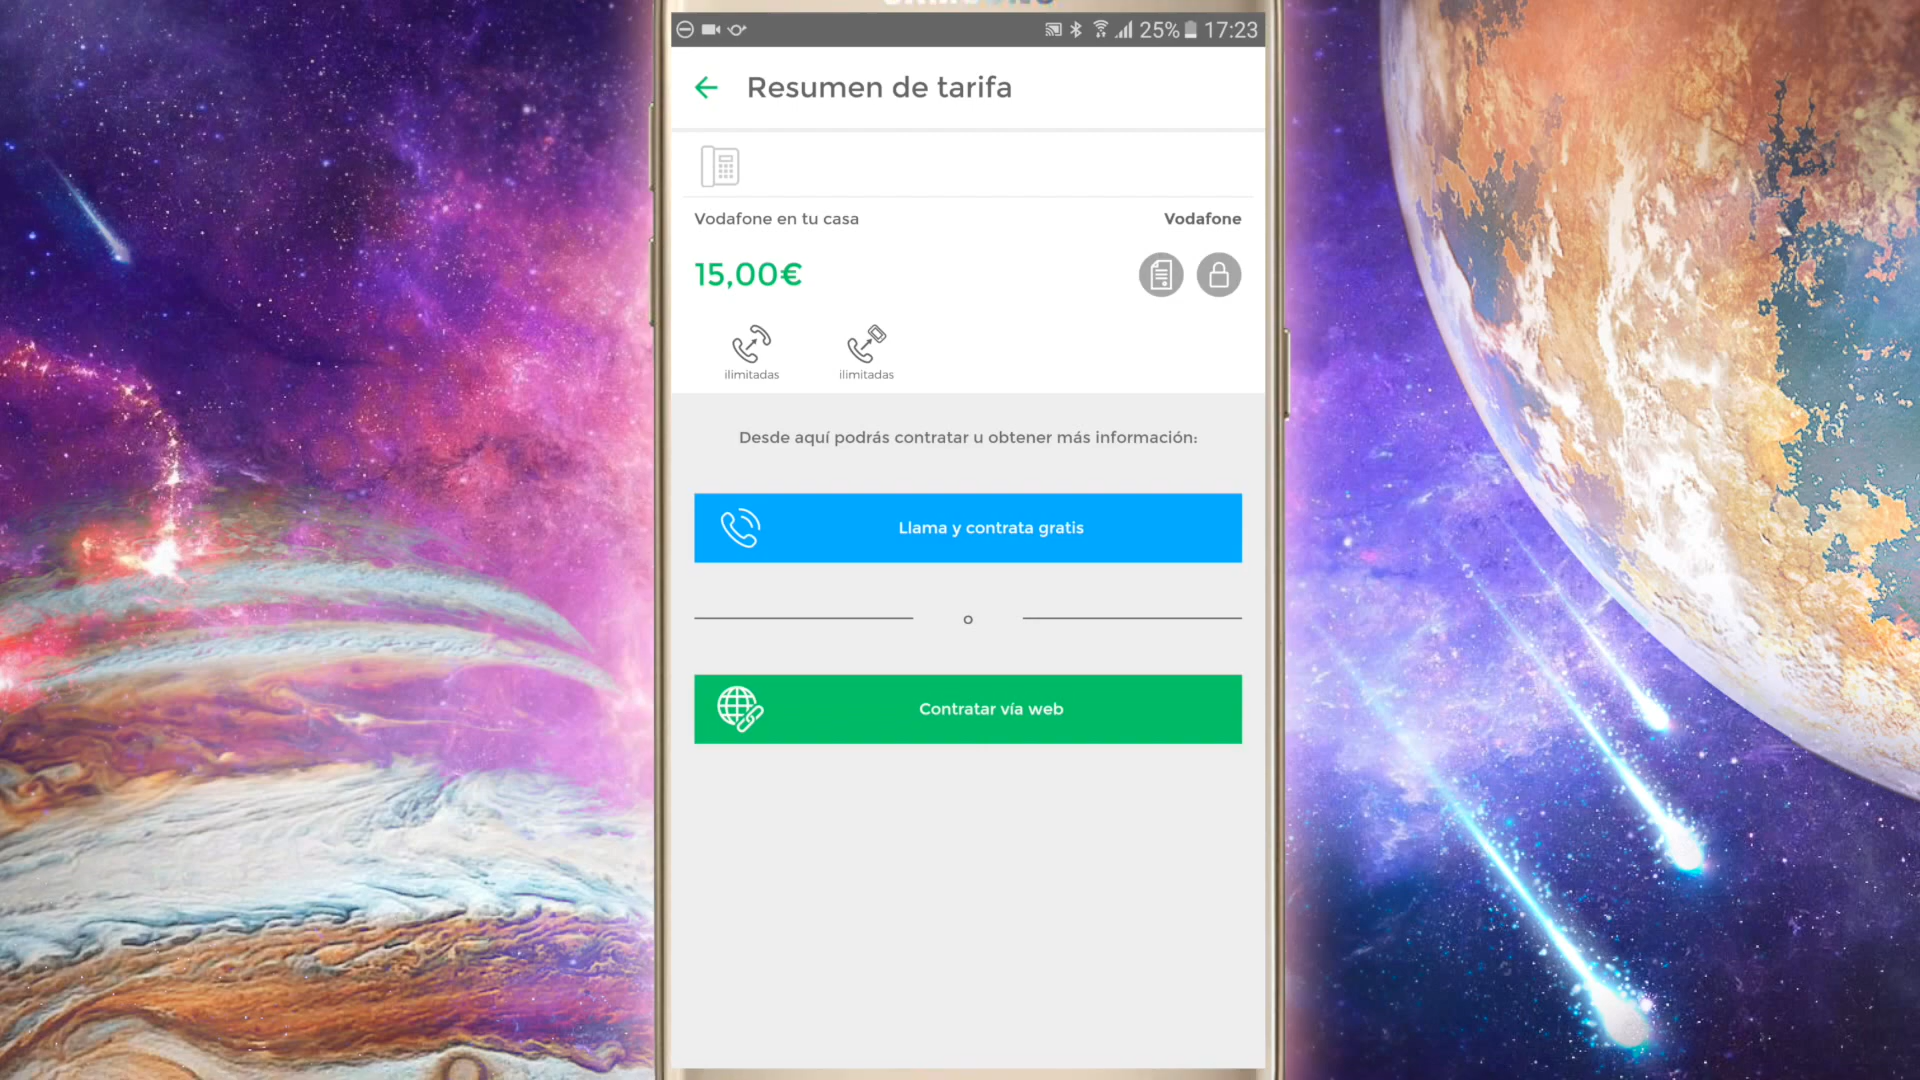 25% 17:23
Resumen de tarifa
Vodafone en tu casa Vodafone
15,00€
ilimitadas ilimitadas
Desde aquí podrás contratar u obtener más información:
Llama y contrata gratis
o
Contratar vía web